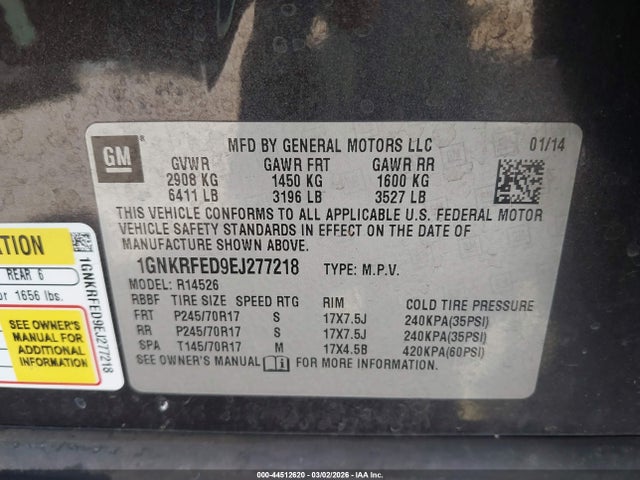 GM
MFD BY GENERAL MOTORS LLC
01/14
GVWR GAWR FRT GAWR RR
2908 KG 1450 KG 1600 KG
6411 LB 3196 LB 3527 LB
THIS VEHICLE CONFORMS TO ALL APPLICABLE U.S. FEDERAL MOTOR
VEHICLE SAFETY STANDARDS IN EFFECT ON THE DATE OF
MANUFACTURE SHOWN ABOVE.
1GNKRFED9EJ277218 TYPE: M.P.V.
MODEL: R14526
RBBF TIRE SIZE SPEED RTG RIM COLD TIRE PRESSURE
FRT P245/70R17 S 17X7.5J 240KPA(35PSI)
RR P245/70R17 S 17X7.5J 240KPA(35PSI)
SPA T145/70R17 M 17X4.5B 420KPA(60PSI)
SEE OWNER'S MANUAL FOR MORE INFORMATION.
ATION
REAR 6
or 1656 lbs.
SEE OWNER'S
MANUAL FOR
ADDITIONAL
INFORMATION
1GNKRFED9EJ277218
000-44512620 - 03/02/2026 - IAA Inc.